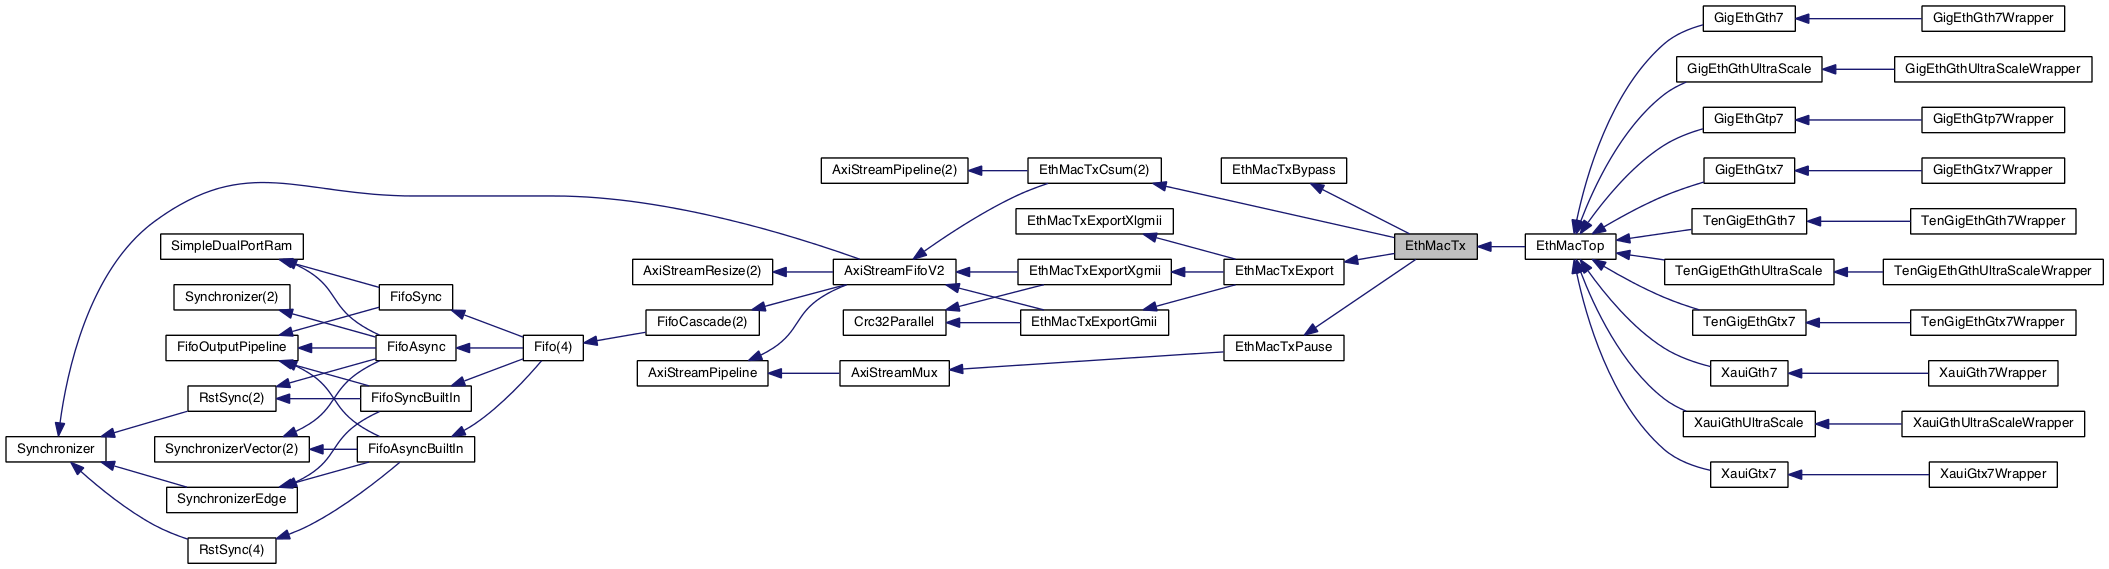 GigEthGth7
GigEthGth7Wrapper
GigEthGthUltraScale
GigEthGthUltraScaleWrapper
GigEthGtp7
GigEthGtp7Wrapper
AxiStreamPipeline(2)
EthMacTxCsum(2)
EthMacTxBypass
GigEthGtx7
GigEthGtx7Wrapper
EthMacTxExportXlgmii
TenGigEthGth7
TenGigEthGth7Wrapper
SimpleDualPortRam
EthMacTx
EthMacTop
AxiStreamResize(2)
AxiStreamFifoV2
EthMacTxExportXgmii
EthMacTxExport
TenGigEthGthUltraScale
TenGigEthGthUltraScaleWrapper
Synchronizer(2)
FifoSync
FifoCascade(2)
Crc32Parallel
EthMacTxExportGmii
TenGigEthGtx7
TenGigEthGtx7Wrapper
FifoOutputPipeline
FifoAsync
Fifo(4)
EthMacTxPause
AxiStreamPipeline
AxiStreamMux
XauiGth7
XauiGth7Wrapper
RstSync(2)
FifoSyncBuiltIn
XauiGthUltraScale
XauiGthUltraScaleWrapper
Synchronizer
SynchronizerVector(2)
FifoAsyncBuiltIn
XauiGtx7
XauiGtx7Wrapper
SynchronizerEdge
RstSync(4)